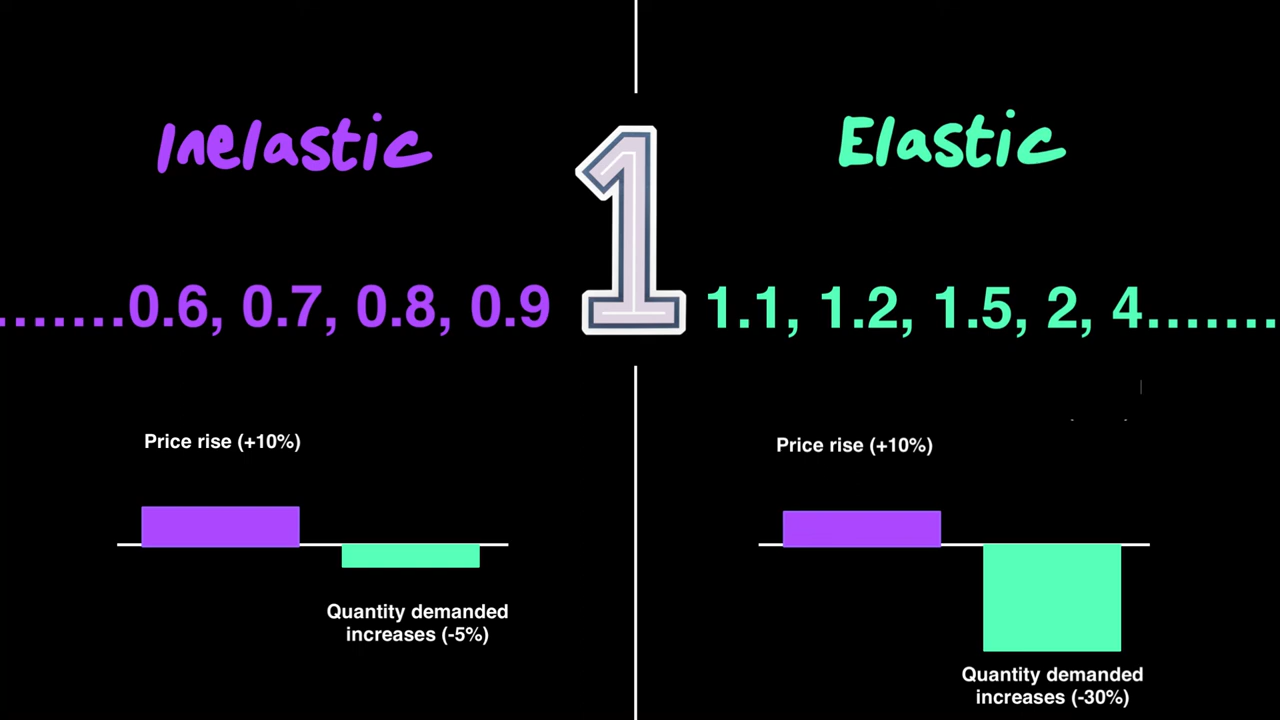 Inelastic
Elastic
1
.......0.6, 0.7, 0.8, 0.9
1.1, 1.2, 1.5, 2, 4.......
Price rise (+10%)
Quantity demanded
increases (-5%)
Price rise (+10%)
Quantity demanded
increases (-30%)